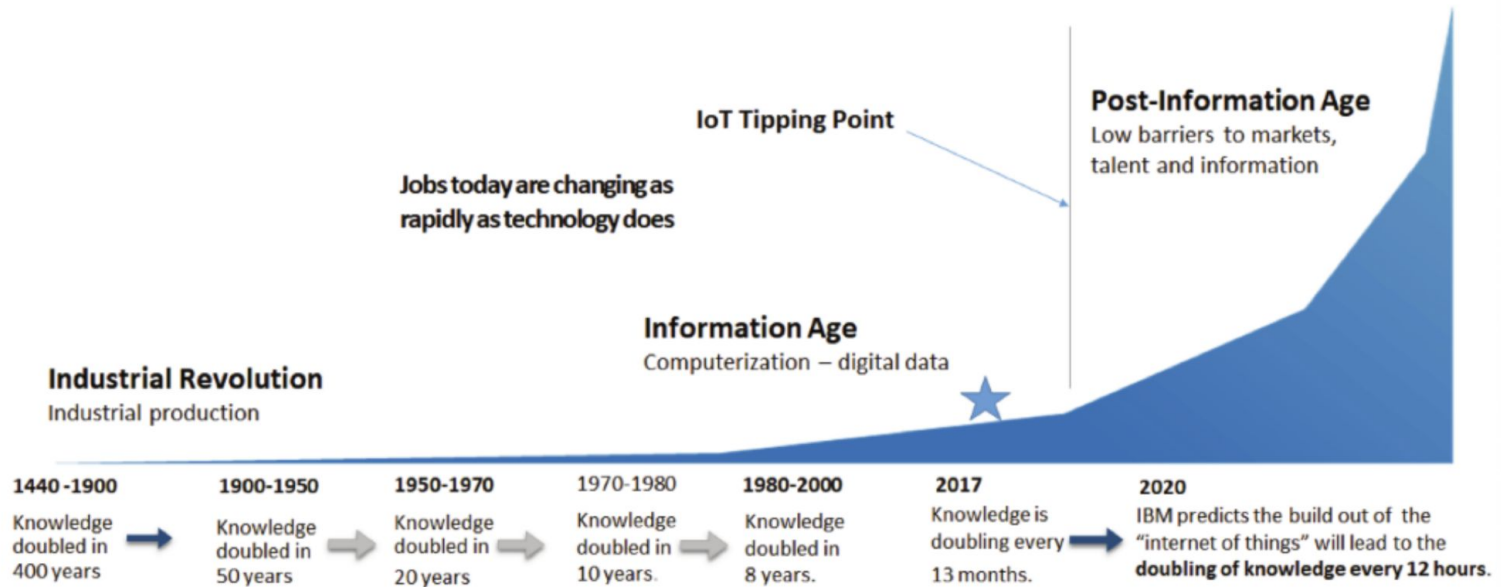 Post-Information Age
Low barriers to markets,
talent and information
IoT Tipping Point
Jobs today are changing as
rapidly as technology does
Information Age
Computerization – digital data
Industrial Revolution
Industrial production
1440 -1900
Knowledge
doubled in
400 years
1900-1950
Knowledge
doubled in
50 years
1950-1970
Knowledge
doubled in
20 years
1970-1980
Knowledge
doubled in
10 years.
1980-2000
Knowledge
doubled in
8 years.
2017
Knowledge is
doubling every
13 months.
2020
IBM predicts the build out of the
“internet of things” will lead to the
doubling of knowledge every 12 hours.